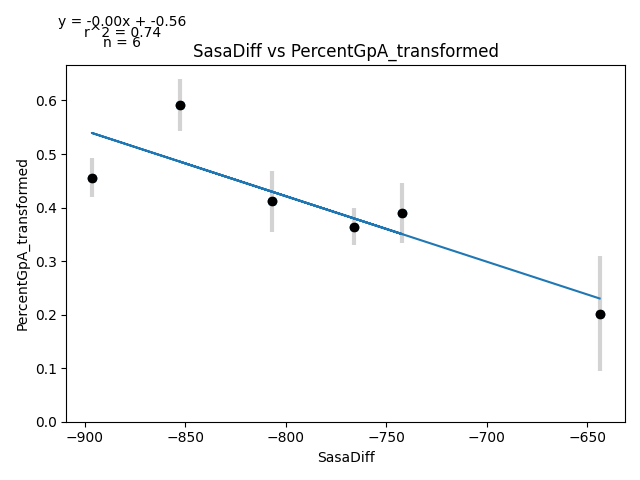 y = -0.00x + -0.56
r^2 = 0.74
n = 6
SasaDiff vs PercentGpA_transformed
PercentGpA_transformed
0.6
0.5
0.4
0.3
0.2
0.1
0.0
−900
−850
−800
−750
−700
−650
SasaDiff